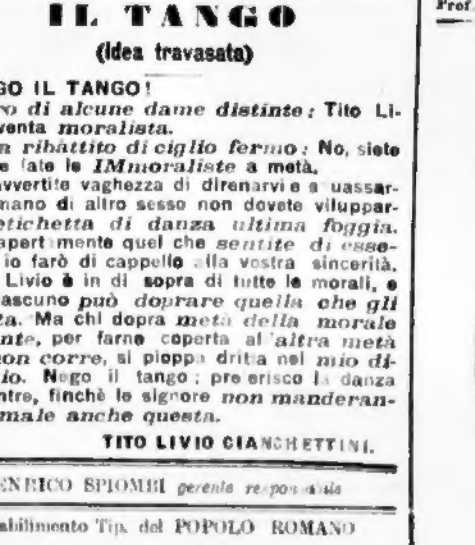 IL TANGO
(Idea travasata)
GO IL TANGO!
ro di alcune dame distinte: Tito Li-
venta moralista.
n ribattito di ciglio fermo: No, siete
e fate le IMmoraliste a metà.
vvertite vaghezza di direnarvi e uassar-
mano di altro sesso non dovete viluppar-
etichetta di danza ultima foggia.
apertamente quel che sentite di esse-
io farò di cappello alla vostra sincerità.
Livio è in di sopra di tutte le morali, e
ascuno può doprare quella che gli
ta. Ma chi dopra metà della morale
nte, per farne coperta al'altra metà
on corre, si pioppa dritta nel mio di-
io. Nego il tango; preferisco la danza
ntre, finchè le signore non manderan-
male anche questa.
TITO LIVIO CIANCHETTINI.
ENRICO SPIOMBI gerente responsabile
abilimento Tip. del POPOLO ROMANO
Prof.